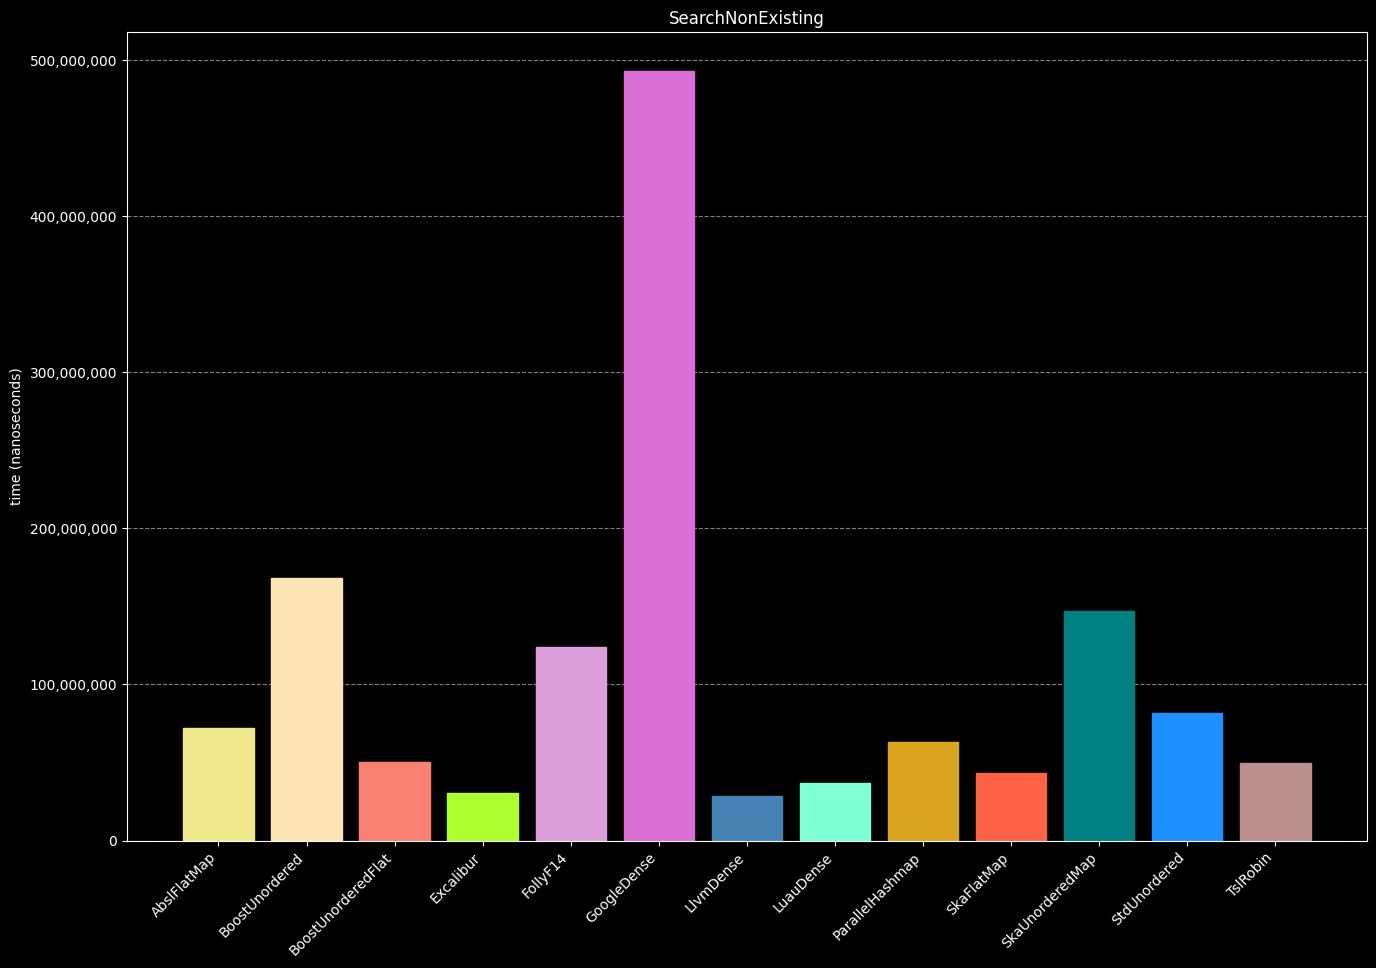 SearchNonExisting
time (nanoseconds)
500,000,000
400,000,000
300,000,000
200,000,000
100,000,000
0
AbslFlatMap
BoostUnordered
BoostUnorderedFlat
Excalibur
FollyF14
GoogleDense
LlvmDense
LuauDense
ParallelHashmap
SkaFlatMap
SkaUnorderedMap
StdUnordered
TslRobin